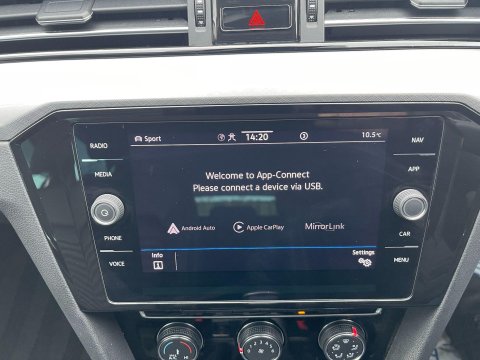 RADIO
MEDIA
PHONE
VOICE
Sport
14:20
3
10.5°C
Welcome to App-Connect
Please connect a device via USB.
Android Auto
Apple CarPlay
MirrorLink
Info
Settings
NAV
APP
CAR
MENU